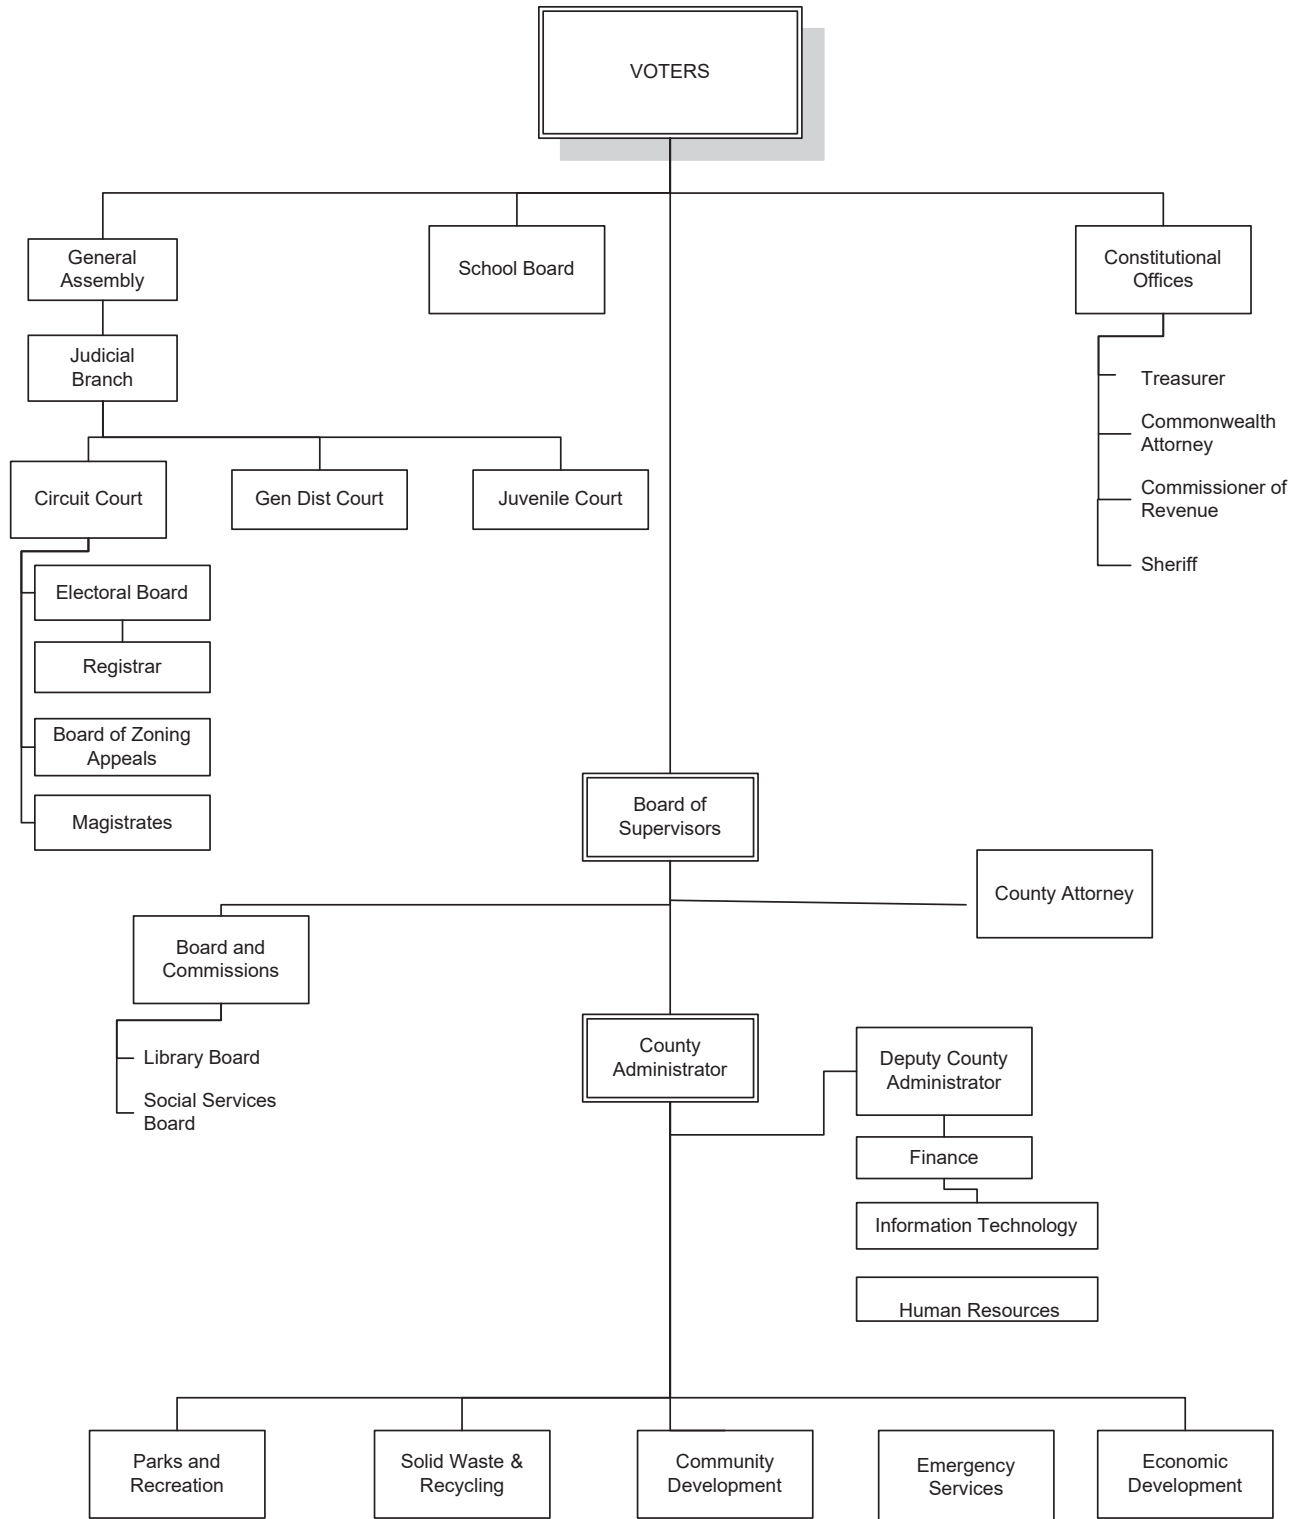 VOTERS
General
Assembly
School Board
Constitutional
Offices
Judicial
Branch
Treasurer
Commonwealth
Attorney
Commissioner of
Revenue
Sheriff
Circuit Court
Gen Dist Court
Juvenile Court
Electoral Board
Registrar
Board of Zoning
Appeals
Magistrates
Board of
Supervisors
County Attorney
Board and
Commissions
Library Board
Social Services
Board
County
Administrator
Deputy County
Administrator
Finance
Information Technology
Human Resources
Parks and
Recreation
Solid Waste &
Recycling
Community
Development
Emergency
Services
Economic
Development